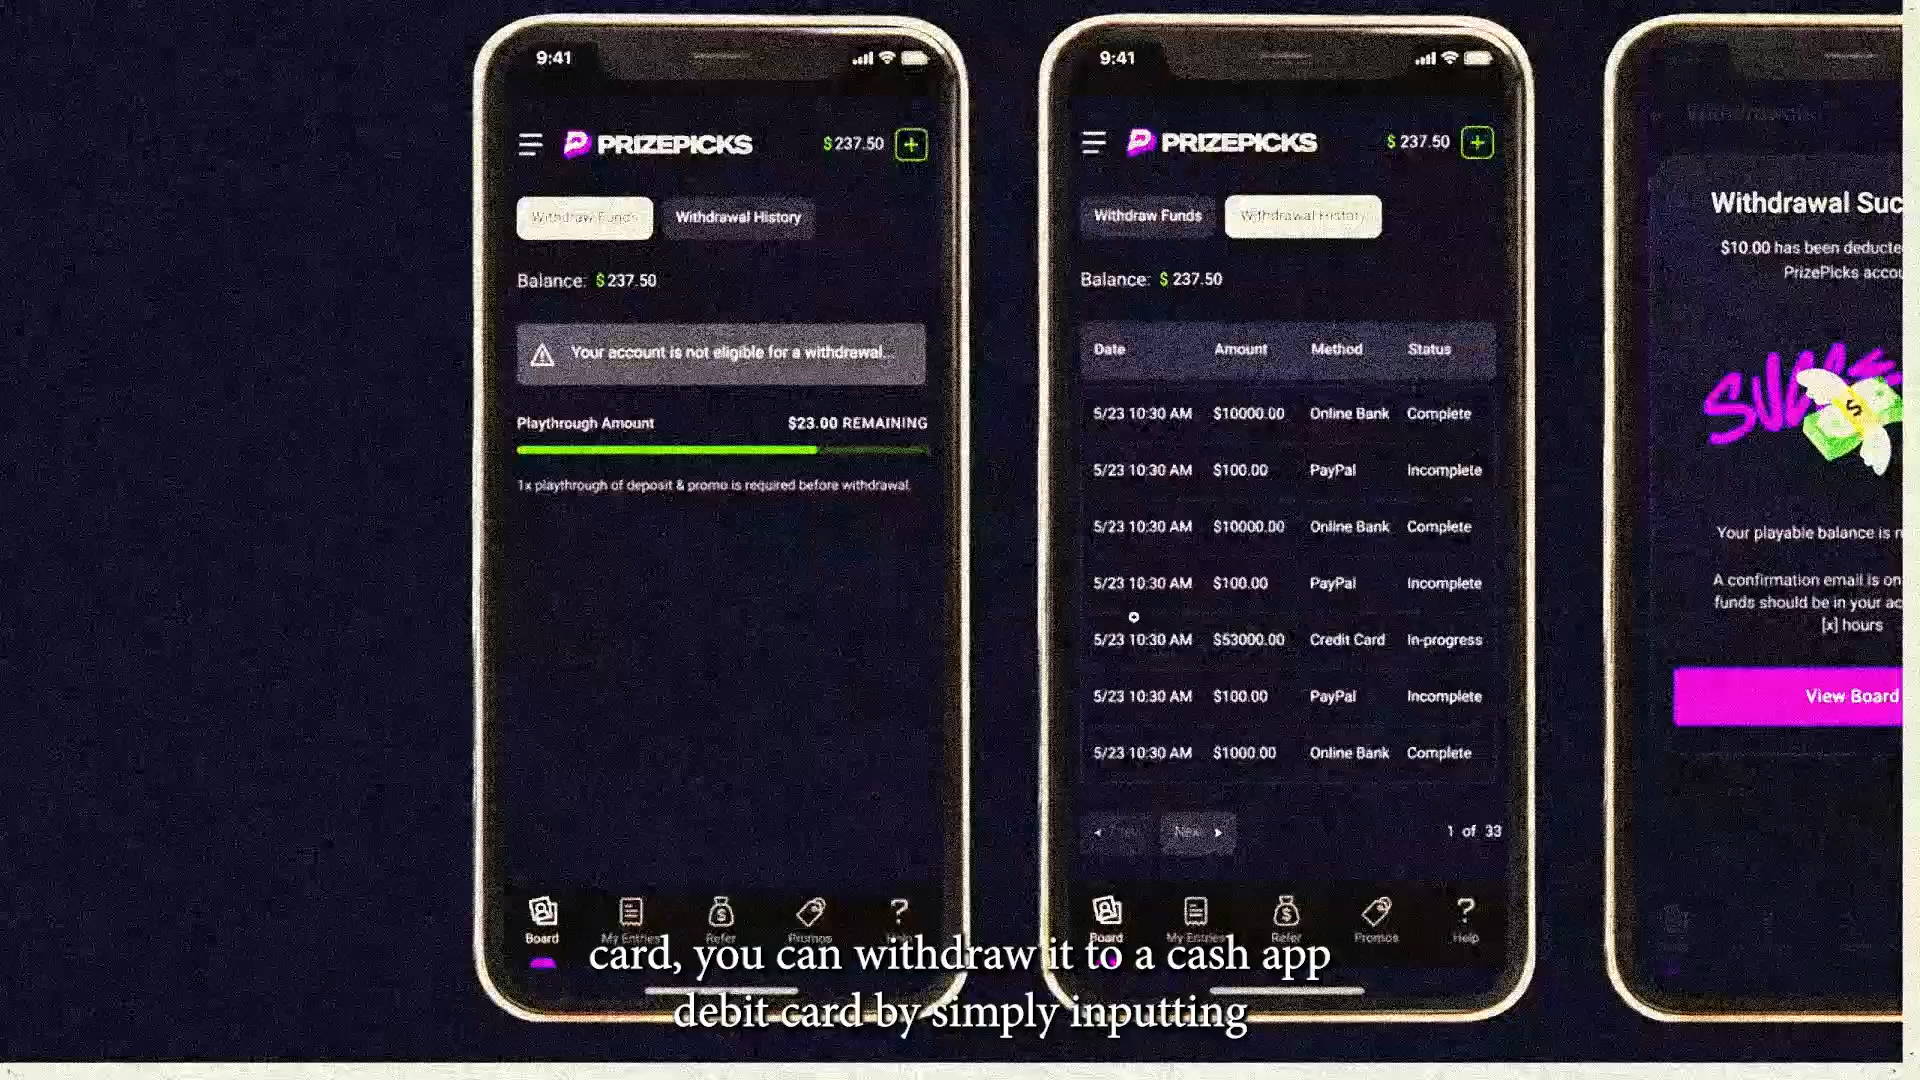 9:41
PRIZEPICKS
$ 237.50
Withdraw Funds
Withdrawal History
Balance: $ 237.50
Your account is not eligible for a withdrawal...
Playthrough Amount
$23.00 REMAINING
1x playthrough of deposit & promo is required before withdrawal.
Board
My Entries
Refer
Promos
Help
9:41
PRIZEPICKS
$ 237.50
Withdraw Funds
Withdrawal History
Balance: $ 237.50
Date Amount Method Status
5/23 10:30 AM $10000.00 Online Bank Complete
5/23 10:30 AM $100.00 PayPal Incomplete
5/23 10:30 AM $10000.00 Online Bank Complete
5/23 10:30 AM $100.00 PayPal Incomplete
5/23 10:30 AM $53000.00 Credit Card In-progress
5/23 10:30 AM $100.00 PayPal Incomplete
5/23 10:30 AM $1000.00 Online Bank Complete
Prev
Next
1 of 33
Board
My Entries
Refer
Promos
Help
Withdrawal Suc
$10.00 has been deducte
PrizePicks accou
Your playable balance is
A confirmation email is on
funds should be in your ac
[x] hours
View Board
card, you can withdraw it to a cash app
debit card by simply inputting